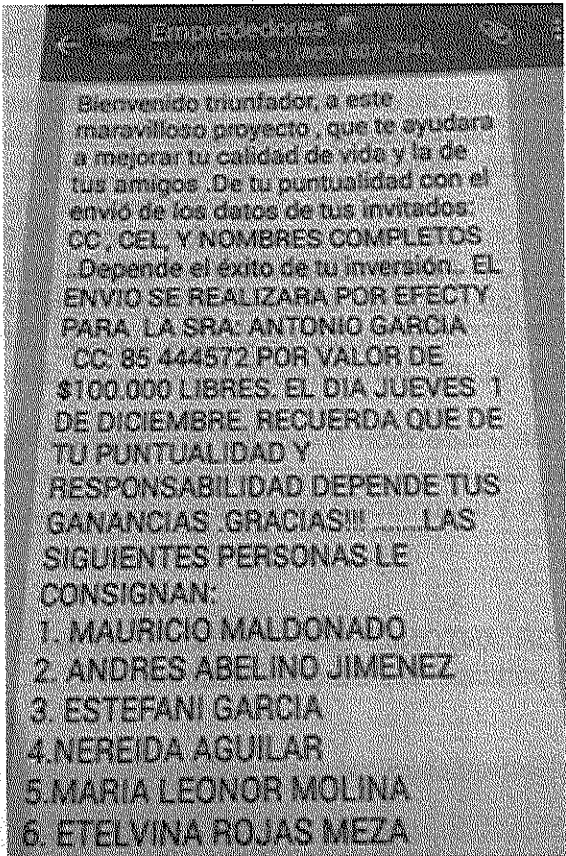 Empredededores
Bienvenido triunfador, a este
maravilloso proyecto , que te ayudara
a mejorar tu calidad de vida y la de
tus amigos .De tu puntualidad con el
envió de los datos de tus invitados:
CC , CEL, Y NOMBRES COMPLETOS
..Depende el éxito de tu inversión.. EL
ENVIO SE REALIZARA POR EFECTY
PARA LA SRA: ANTONIO GARCIA
CC: 85 444572 POR VALOR DE
$100.000 LIBRES. EL DIA JUEVES 1
DE DICIEMBRE. RECUERDA QUE DE
TU PUNTUALIDAD Y
RESPONSABILIDAD DEPENDE TUS
GANANCIAS .GRACIAS!!! ........LAS
SIGUIENTES PERSONAS LE
CONSIGNAN:
1. MAURICIO MALDONADO
2. ANDRES ABELINO JIMENEZ
3. ESTEFANI GARCIA
4.NEREIDA AGUILAR
5.MARIA LEONOR MOLINA
6. ETELVINA ROJAS MEZA